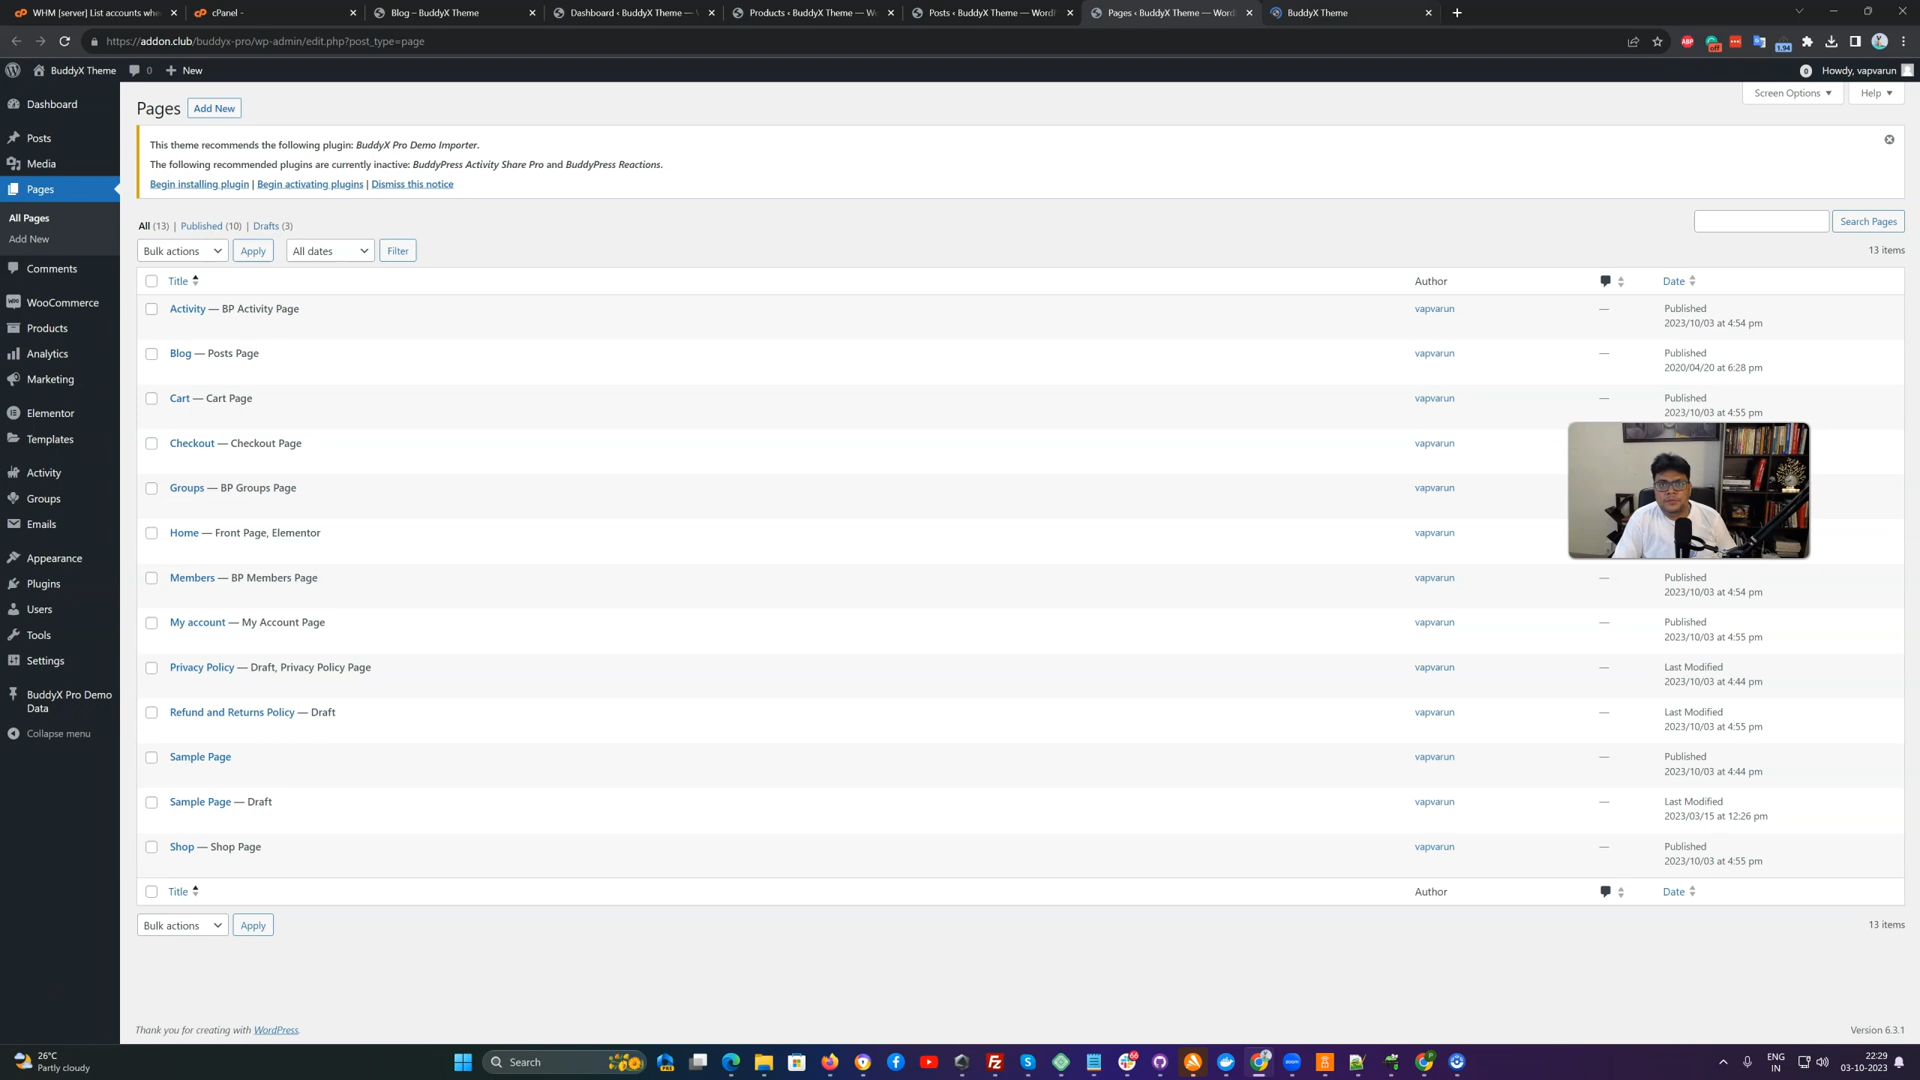 WHM [server] List accounts whe
cPanel -
Blog – BuddyX Theme
Dashboard ‹ BuddyX Theme —
Products ‹ BuddyX Theme — Wo
Posts ‹ BuddyX Theme — WordP
Pages ‹ BuddyX Theme — Word
BuddyX Theme
https://addon.club/buddyx-pro/wp-admin/edit.php?post_type=page
ABP
off
1.94
BuddyX Theme
0
New
0
Howdy, vapvarun
Dashboard
Posts
Media
Pages
All Pages
Add New
Comments
WooCommerce
Products
Analytics
Marketing
Elementor
Templates
Activity
Groups
Emails
Appearance
Plugins
Users
Tools
Settings
BuddyX Pro Demo
Data
Collapse menu
Pages
Add New
Screen Options
Help
This theme recommends the following plugin: BuddyX Pro Demo Importer.
The following recommended plugins are currently inactive: BuddyPress Activity Share Pro and BuddyPress Reactions.
Begin installing plugin | Begin activating plugins | Dismiss this notice
All (13) | Published (10) | Drafts (3)
Search Pages
Bulk actions
Apply
All dates
Filter
13 items
Title
Author
Date
Activity — BP Activity Page
vapvarun
—
Published
2023/10/03 at 4:54 pm
Blog — Posts Page
vapvarun
—
Published
2020/04/20 at 6:28 pm
Cart — Cart Page
vapvarun
—
Published
2023/10/03 at 4:55 pm
Checkout — Checkout Page
vapvarun
Groups — BP Groups Page
vapvarun
Home — Front Page, Elementor
vapvarun
Members — BP Members Page
vapvarun
—
Published
2023/10/03 at 4:54 pm
My account — My Account Page
vapvarun
—
Published
2023/10/03 at 4:55 pm
Privacy Policy — Draft, Privacy Policy Page
vapvarun
—
Last Modified
2023/10/03 at 4:44 pm
Refund and Returns Policy — Draft
vapvarun
—
Last Modified
2023/10/03 at 4:55 pm
Sample Page
vapvarun
—
Published
2023/10/03 at 4:44 pm
Sample Page — Draft
vapvarun
—
Last Modified
2023/03/15 at 12:26 pm
Shop — Shop Page
vapvarun
—
Published
2023/10/03 at 4:55 pm
Title
Author
Date
Bulk actions
Apply
13 items
Thank you for creating with WordPress.
Version 6.3.1
26°C
Partly cloudy
Search
ENG
IN
22:29
03-10-2023